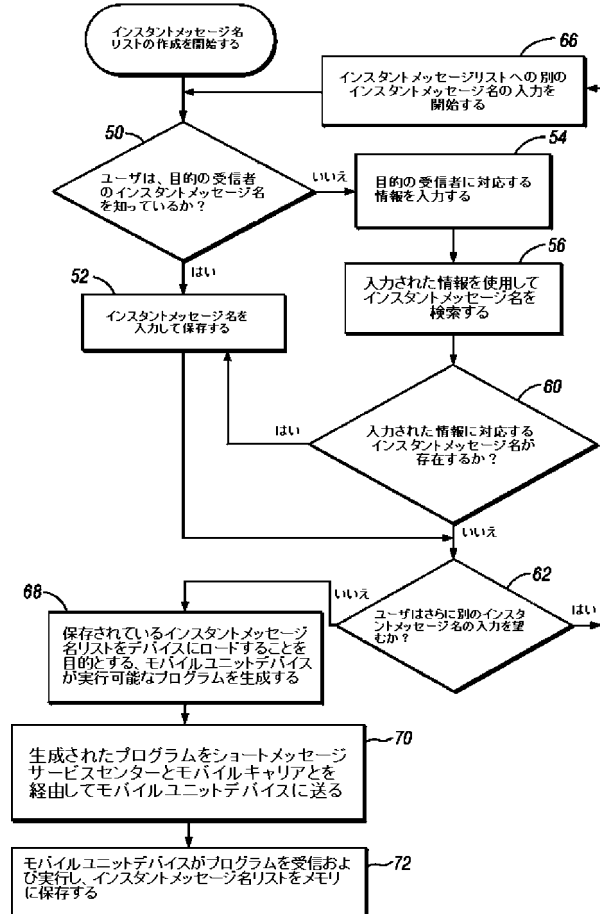 インスタントメッセージ名
リストの作成を開始する
66
インスタントメッセージリストへの別の
インスタントメッセージ名の入力を
開始する
50
ユーザは、目的の受信者
のインスタントメッセージ名
を知っているか?
いいえ
54
目的の受信者に対応する
情報を入力する
はい
52
インスタントメッセージ名を
入力して保存する
56
入力された情報を使用して
インスタントメッセージ名を
検索する
60
はい
入力された情報に対応する
インスタントメッセージ名が
存在するか?
いいえ
62
ユーザはさらに別のインスタ
ントメッセージ名の入力を望
むか?
はい
いいえ
68
保存されているインスタントメッセージ
名リストをデバイスにロードすることを
目的とする、モバイルユニットデバイス
が実行可能なプログラムを生成する
70
生成されたプログラムをショートメッセージ
サービスセンターとモバイルキャリアとを
経由してモバイルユニットデバイスに送る
72
モバイルユニットデバイスがプログラムを受信およ
び実行し、インスタントメッセージ名リストをメモリ
に保存する